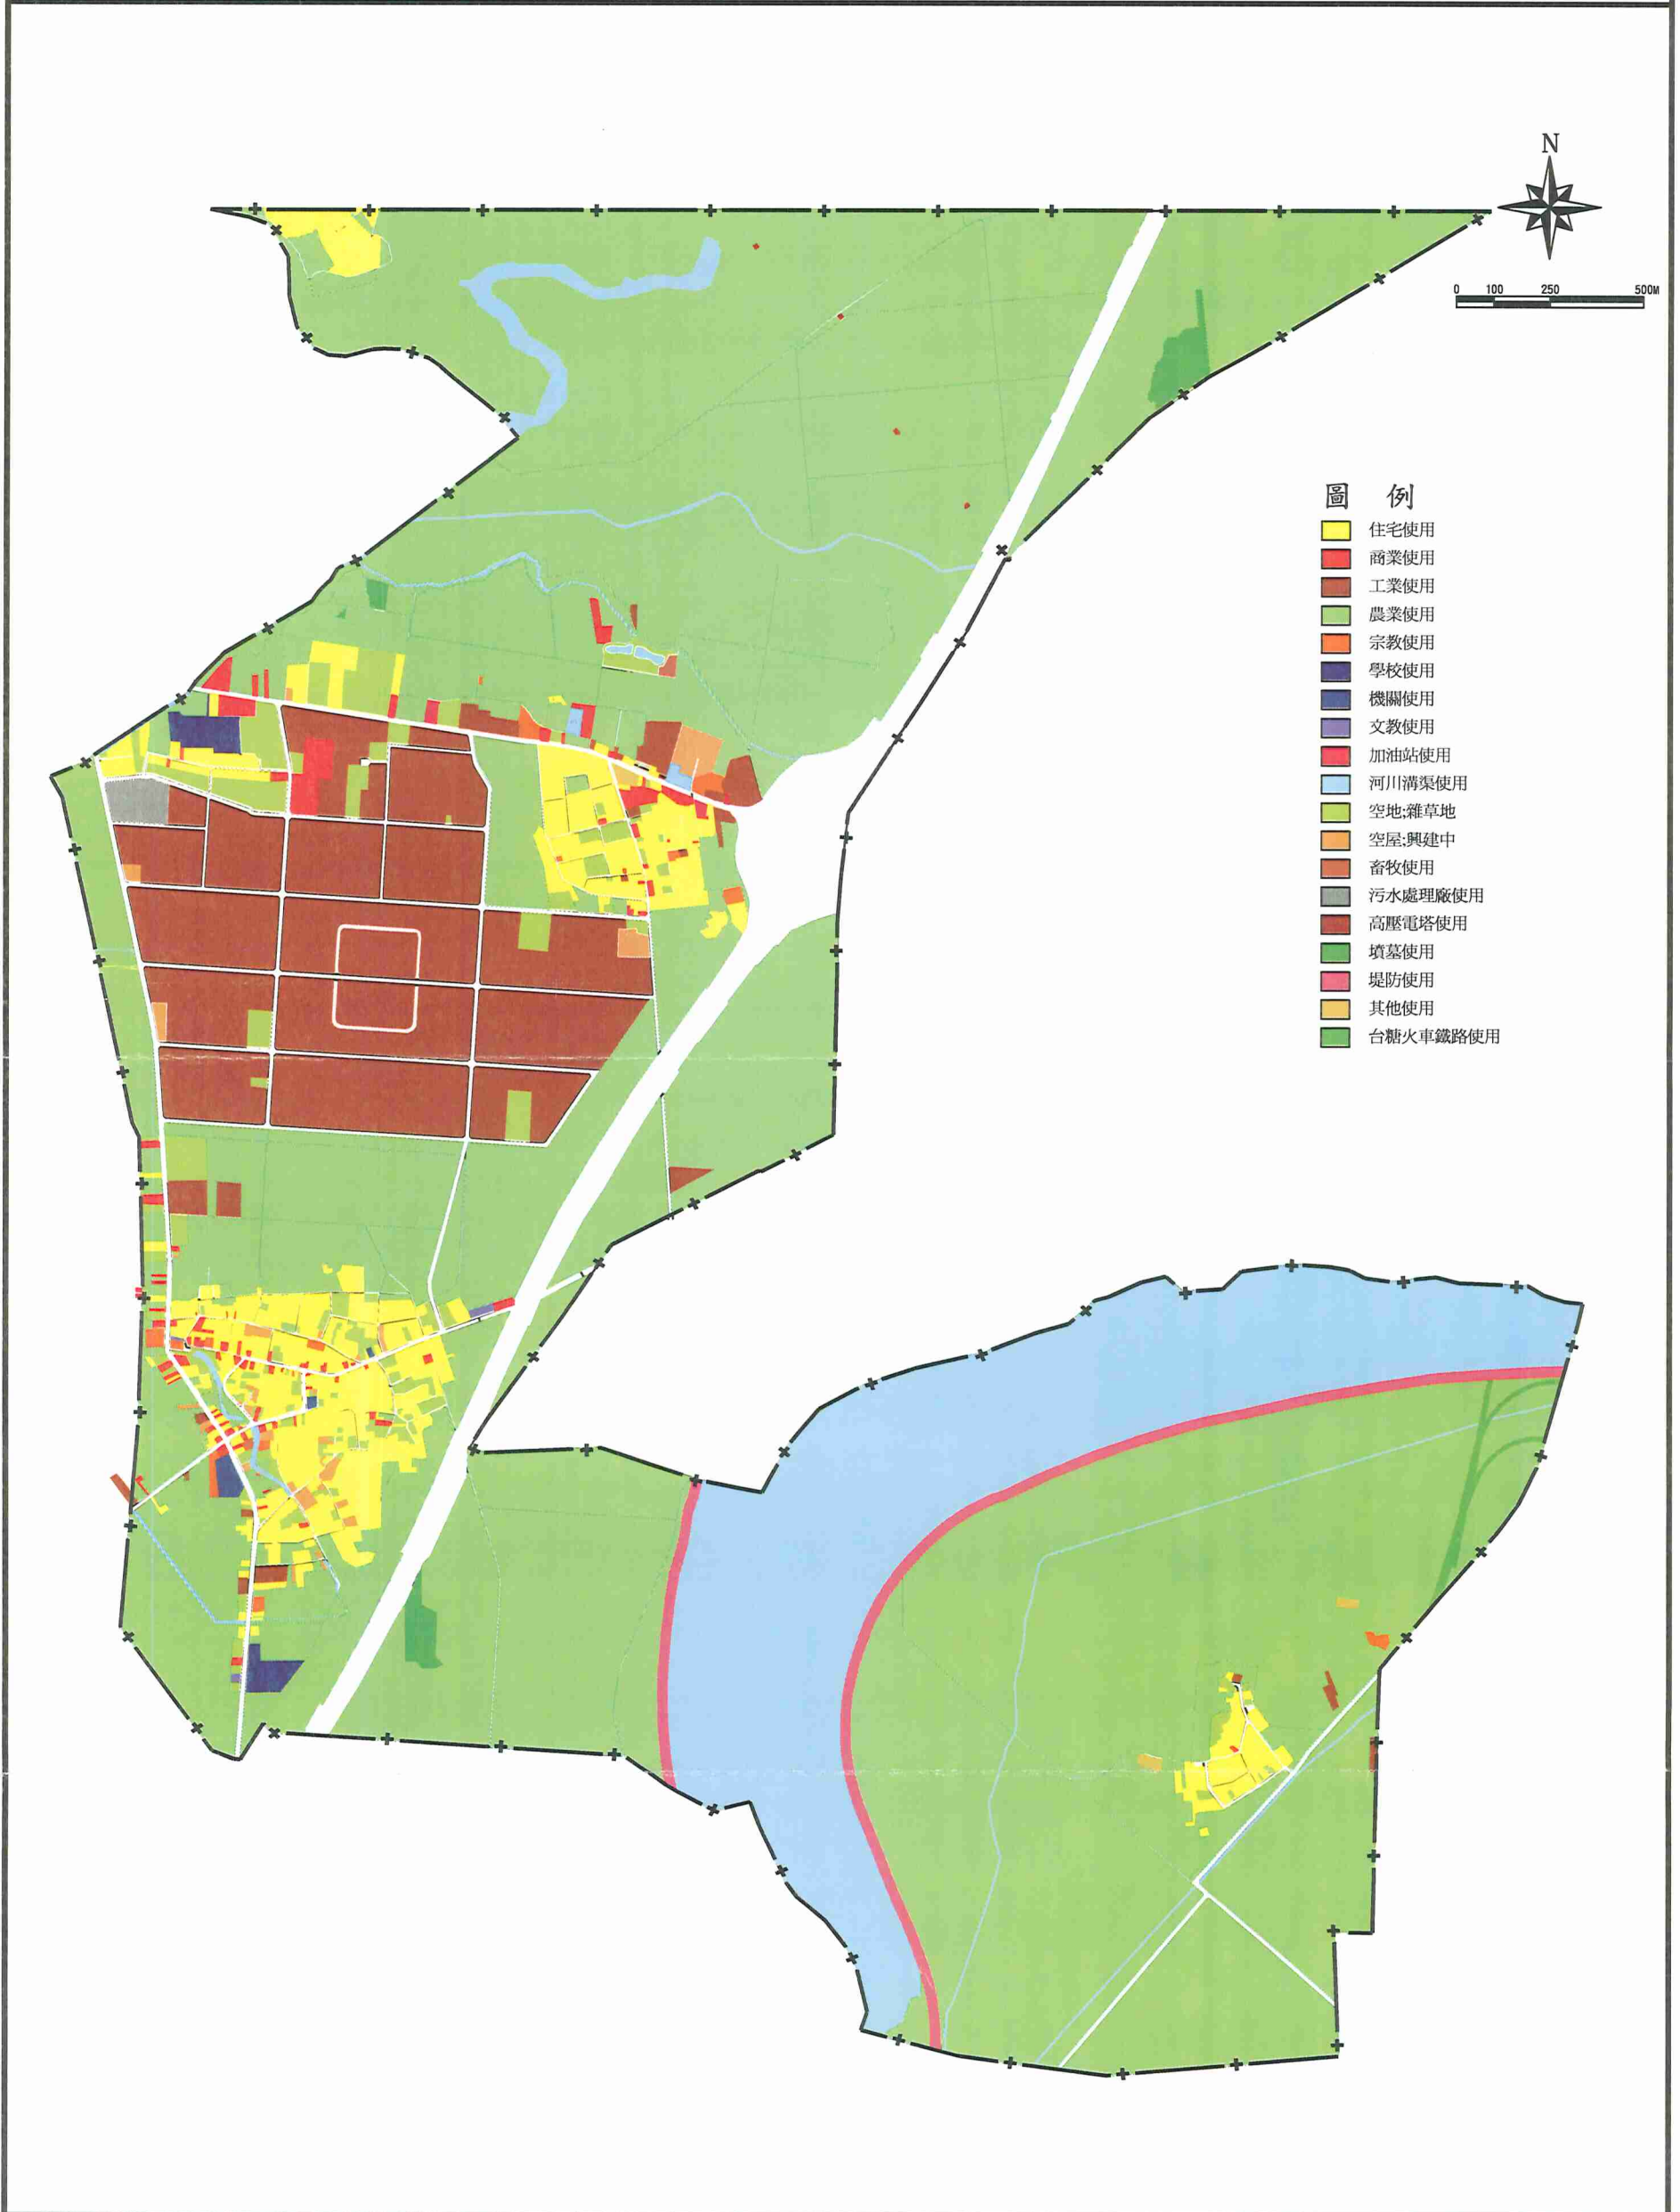 N
0 100 250 500M
圖 例
住宅使用
商業使用
工業使用
農業使用
宗教使用
學校使用
機關使用
文教使用
加油站使用
河川溝渠使用
空地;雜草地
空屋;興建中
畜牧使用
污水處理廠使用
高壓電塔使用
墳墓使用
堤防使用
其他使用
台糖火車鐵路使用